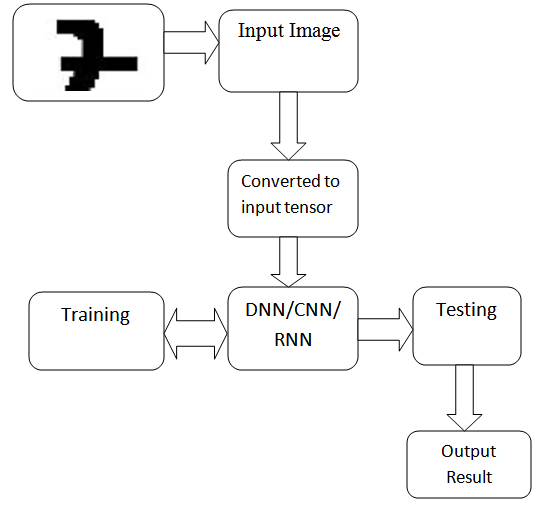 Input Image
Converted to
input tensor
Training
DNN/CNN/
RNN
Testing
Output
Result